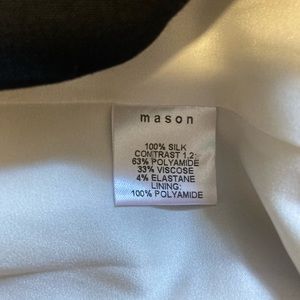 mason
100% SILK
CONTRAST 1,2:
63% POLYAMIDE
33% VISCOSE
4% ELASTANE
LINING:
100% POLYAMIDE